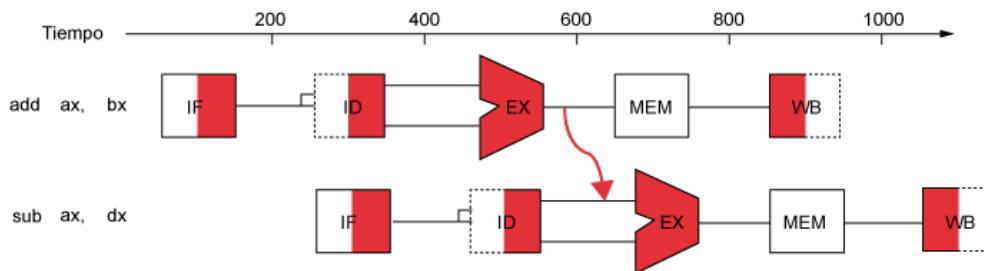 Tiempo 200 400 600 800 1000
add ax, bx IF ID EX MEM WB
sub ax, dx IF ID EX MEM WB